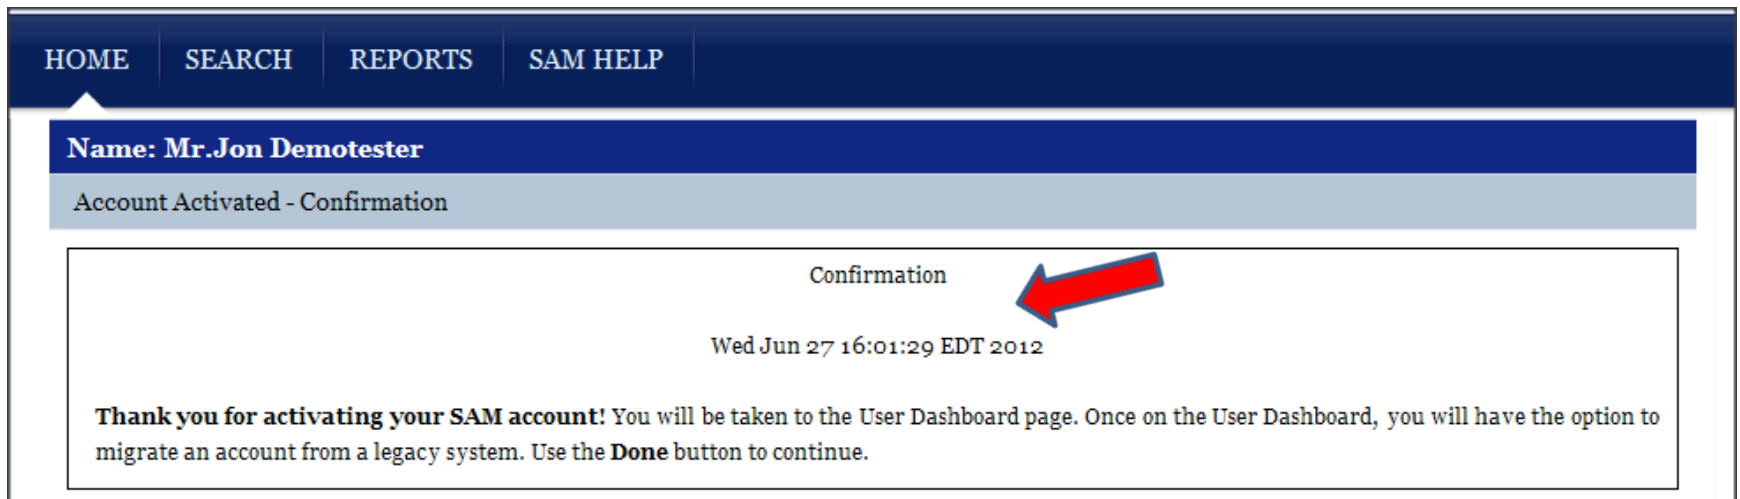 HOME SEARCH REPORTS SAM HELP
Name: Mr.Jon Demotester
Account Activated - Confirmation
Confirmation
Wed Jun 27 16:01:29 EDT 2012
Thank you for activating your SAM account! You will be taken to the User Dashboard page. Once on the User Dashboard, you will have the option to
migrate an account from a legacy system. Use the Done button to continue.